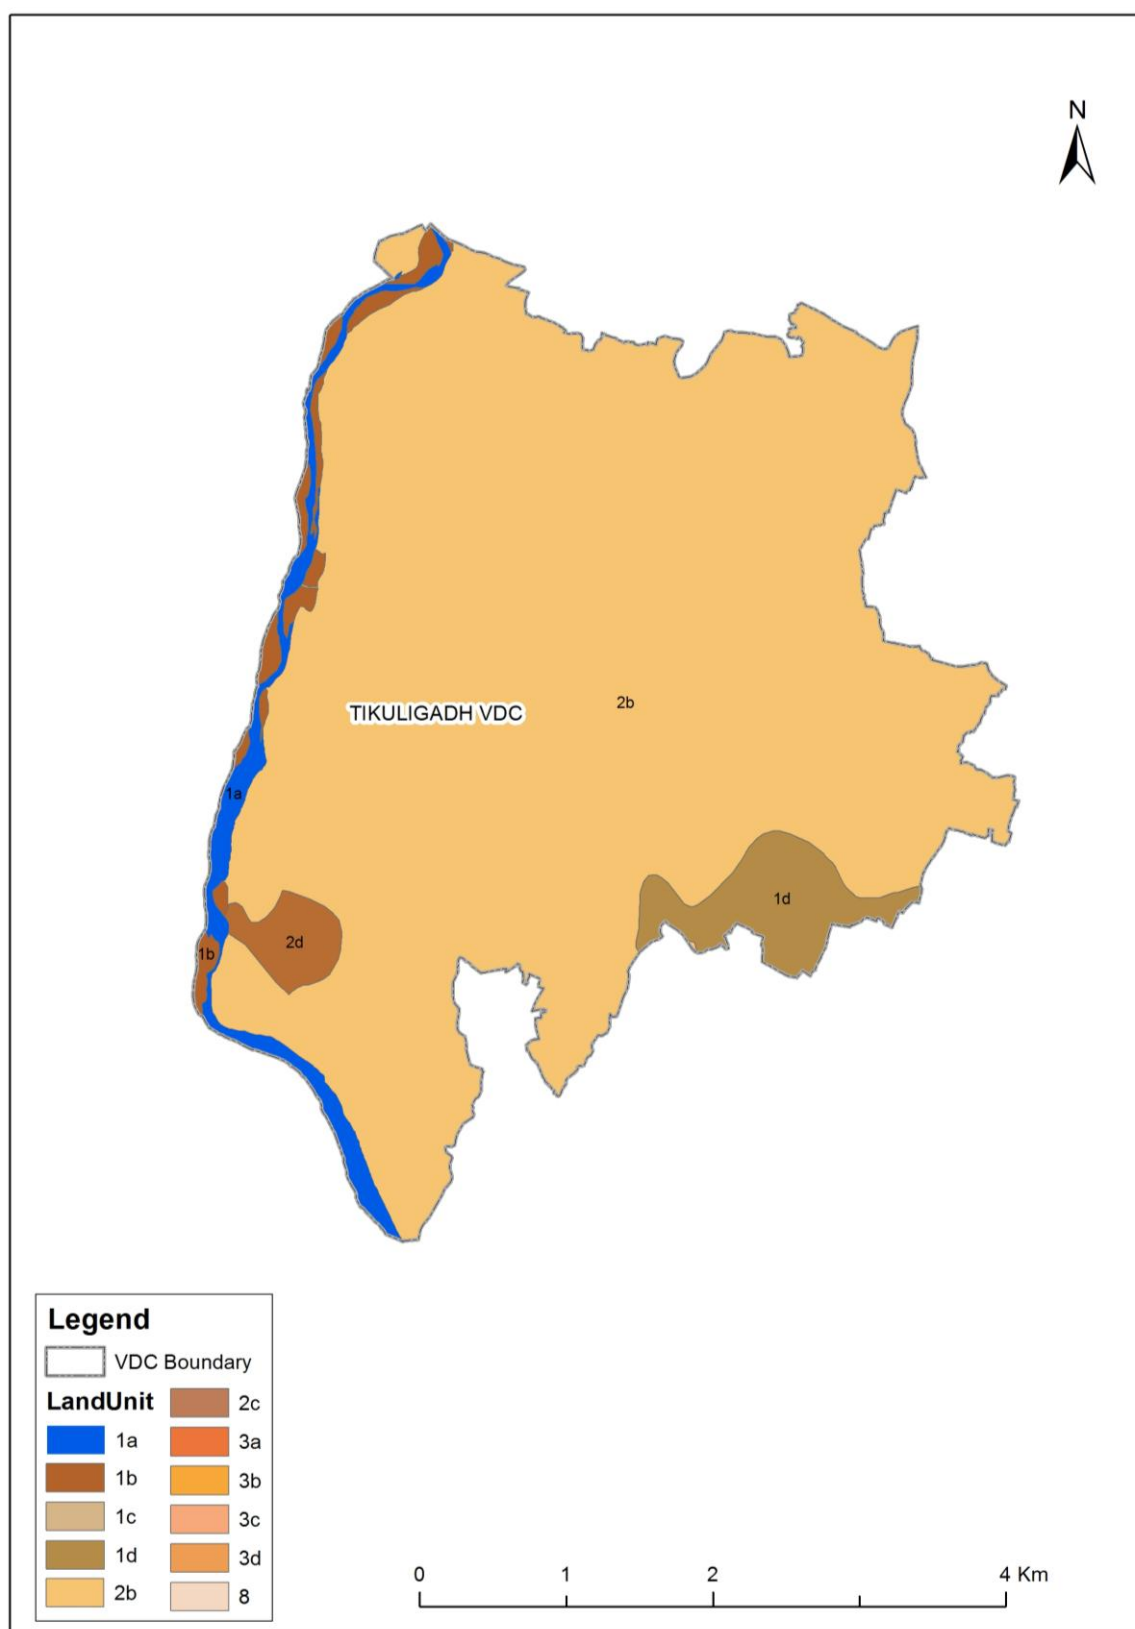 N
2b
TIKULIGADH VDC
1a
1d
2d
1b
Legend
VDC Boundary
LandUnit
1a
1b
1c
1d
2b
2c
3a
3b
3c
3d
8
0 1 2 4 Km